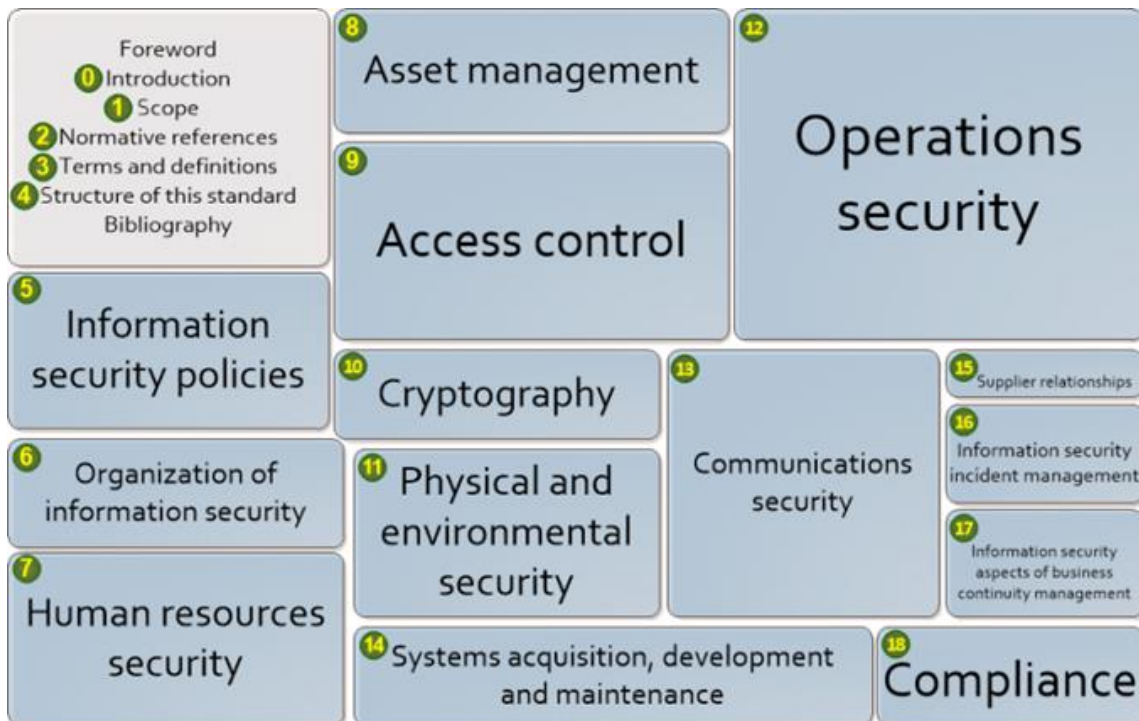 Foreword
0 Introduction
1 Scope
2 Normative references
3 Terms and definitions
4 Structure of this standard
Bibliography
5
Information
security policies
6
Organization of
information security
7
Human resources
security
8
Asset management
9
Access control
10
Cryptography
11
Physical and
environmental
security
12
Operations
security
13
Communications
security
14
Systems acquisition, development
and maintenance
15
Supplier relationships
16
Information security
incident management
17
Information security
aspects of business
continuity management
18
Compliance